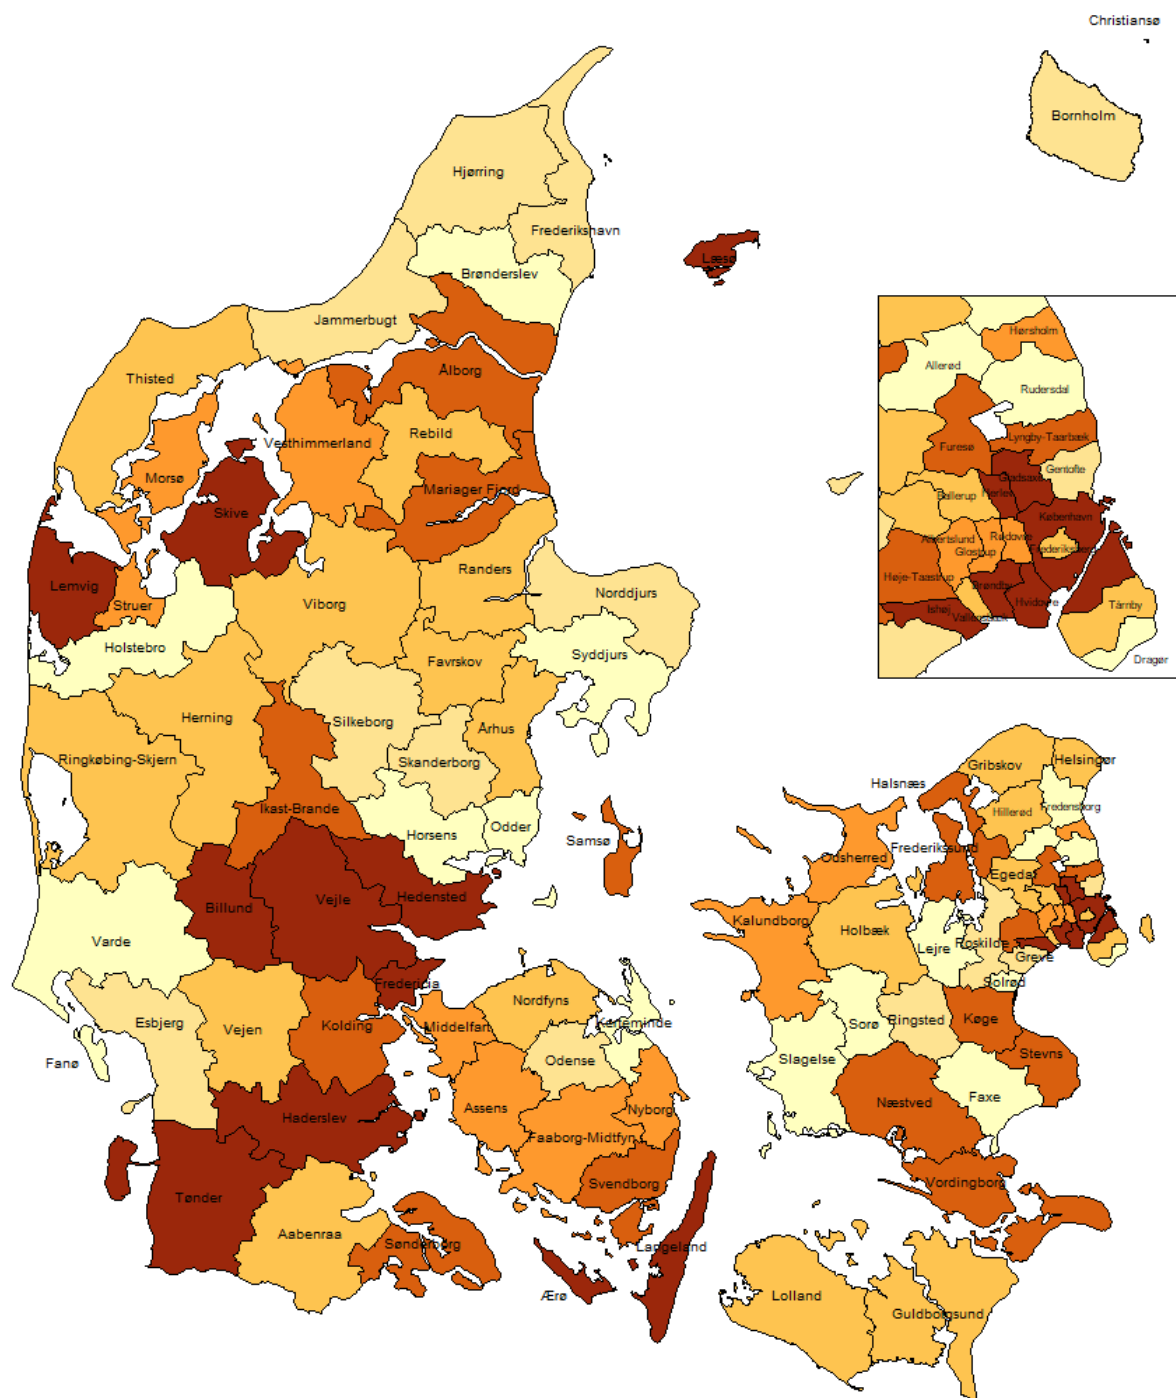 Christiansø
Bornholm
Hjørring
Frederikshavn
Læsø
Brønderslev
Jammerbugt
Thisted
Ålborg
Rebild
Vesthimmerland
Morsø
Mariager Fjord
Skive
Lemvig
Struer
Randers
Norddjurs
Viborg
Holstebro
Syddjurs
Favrskov
Herning
Silkeborg
Århus
Ringkøbing-Skjern
Skanderborg
Ikast-Brande
Horsens
Odder
Samsø
Billund
Vejle
Hedensted
Varde
Fredericia
Esbjerg
Vejen
Kolding
Fanø
Haderslev
Tønder
Aabenraa
Sønderborg
Nordfyns
Middelfart
Kerteminde
Odense
Assens
Nyborg
Faaborg-Midtfyn
Svendborg
Langeland
Ærø
Hørsholm
Allerød
Rudersdal
Furesø
Lyngby-Taarbæk
Gentofte
Gladsaxe
Herlev
Ballerup
København
Albertslund
Rødovre
Glostrup
Frederiksberg
Høje-Taastrup
Brøndby
Ishøj
Hvidovre
Vallensbæk
Tårnby
Dragør
Helsingør
Gribskov
Halsnæs
Fredensborg
Hillerød
Frederikssund
Odsherred
Egedal
Kalundborg
Holbæk
Lejre
Roskilde
Greve
Solrød
Sorø
Ringsted
Køge
Stevns
Slagelse
Næstved
Faxe
Vordingborg
Lolland
Guldborgsund